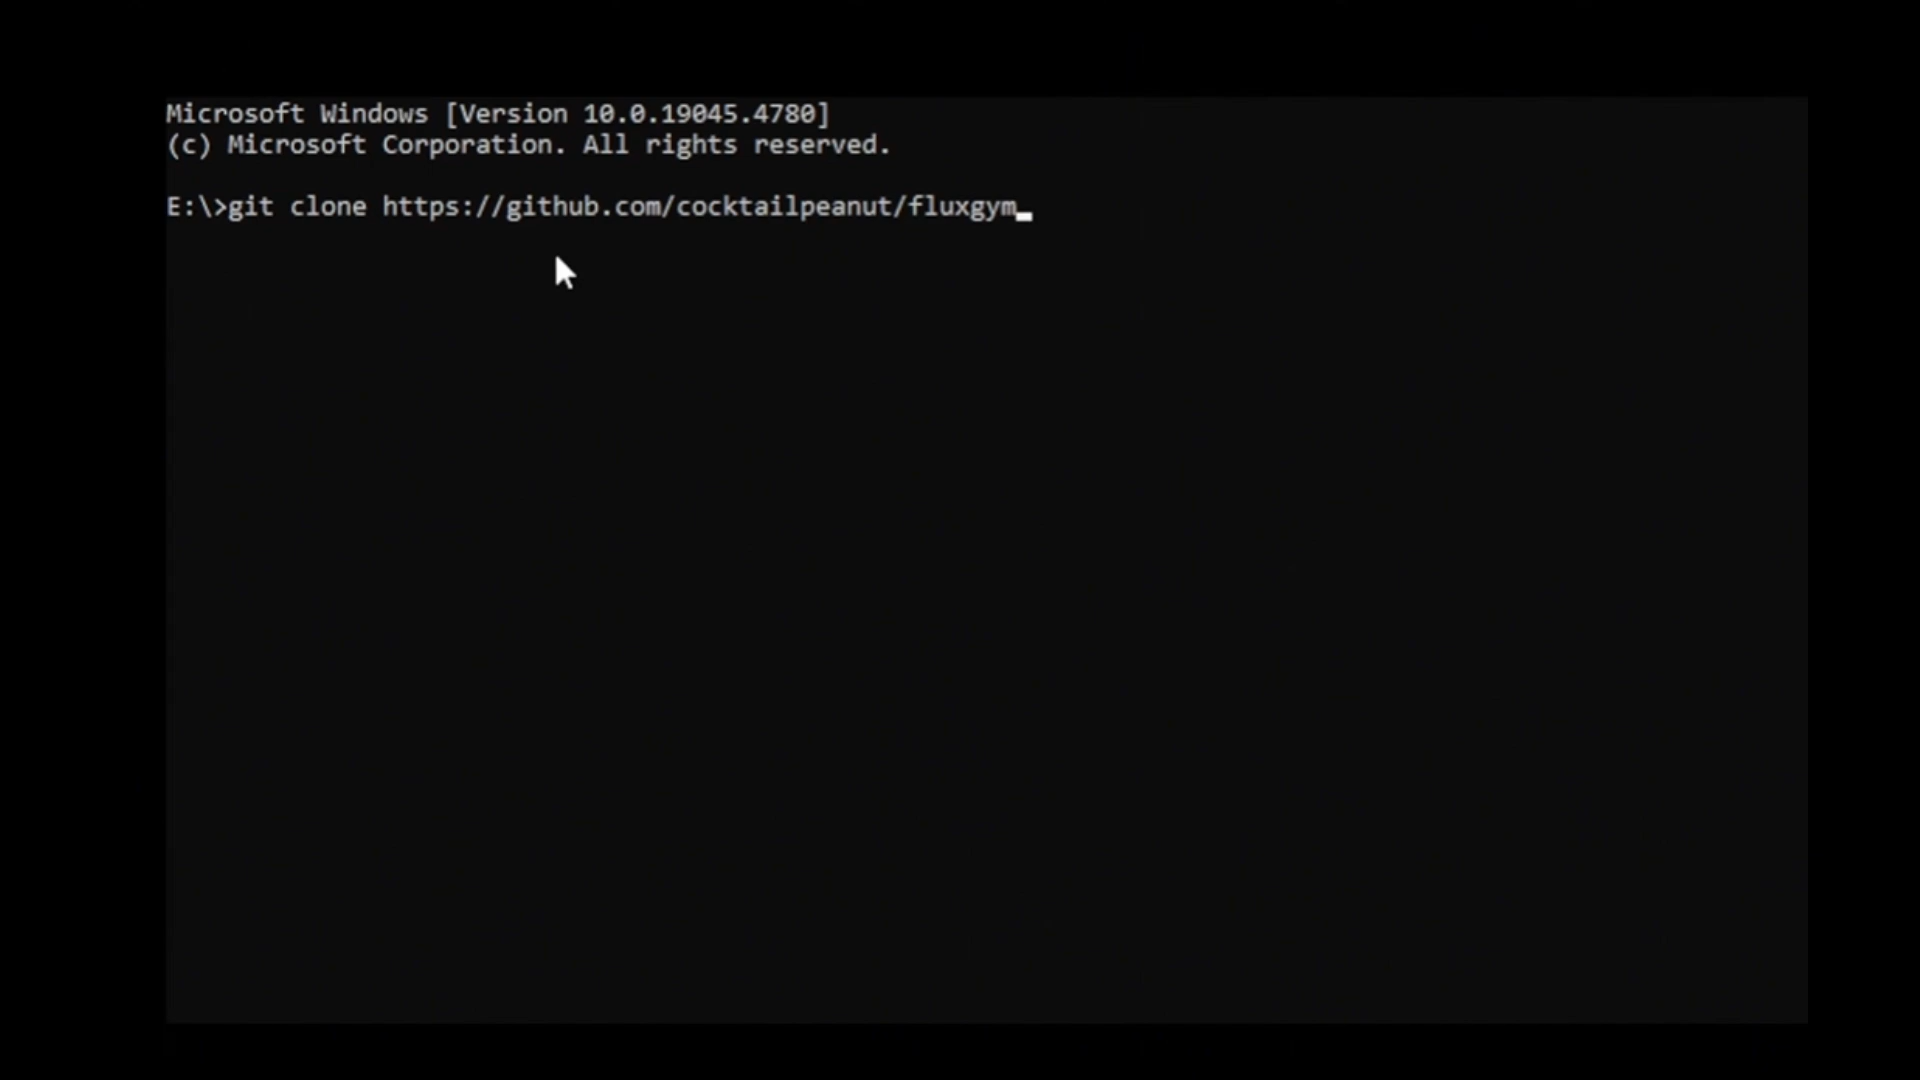 Microsoft Windows [Version 10.0.19045.4780]
(c) Microsoft Corporation. All rights reserved.
E:\>git clone https://github.com/cocktailpeanut/fluxgym